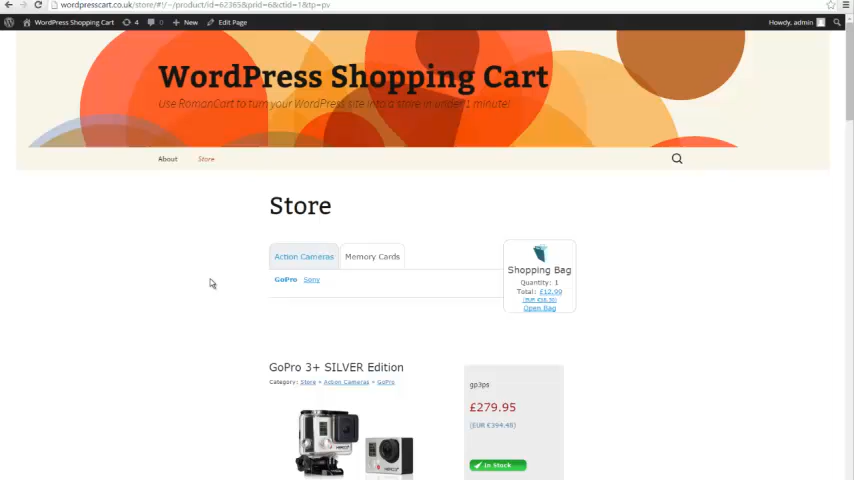 wordpresscart.co.uk/store/#!/~/product/id=62365&prid=6&ctid=1&tp=pv
WordPress Shopping Cart 4 0 New Edit Page Howdy, admin
WordPress Shopping Cart
Use RomanCart to turn your WordPress site into a store in under 1 minute!
About Store
Store
Action Cameras Memory Cards
GoPro Sony
Shopping Bag
Quantity: 1
Total: £12.99
Open Bag
GoPro 3+ SILVER Edition
Category: Store » Action Cameras » GoPro
gp3ps
£279.95
(EUR €394.48)
In Stock